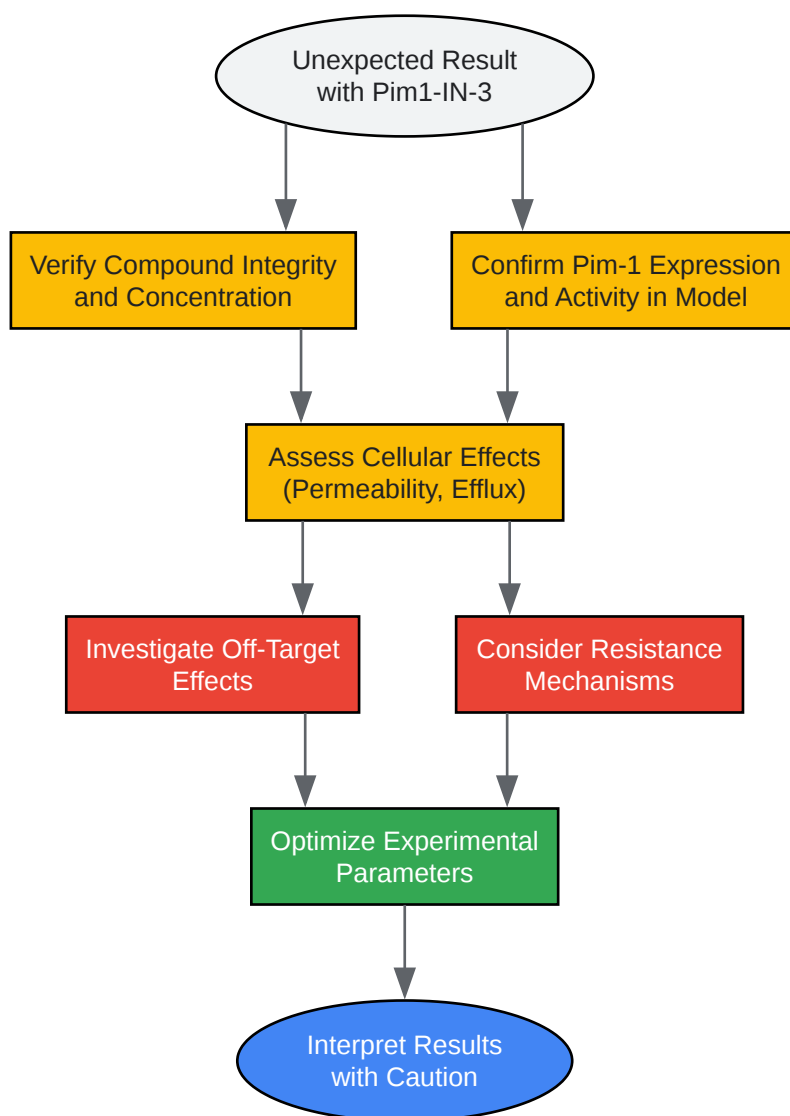 Unexpected Result
with Pim1-IN-3
Verify Compound Integrity
and Concentration
Confirm Pim-1 Expression
and Activity in Model
Assess Cellular Effects
(Permeability, Efflux)
Investigate Off-Target
Effects
Consider Resistance
Mechanisms
Optimize Experimental
Parameters
Interpret Results
with Caution